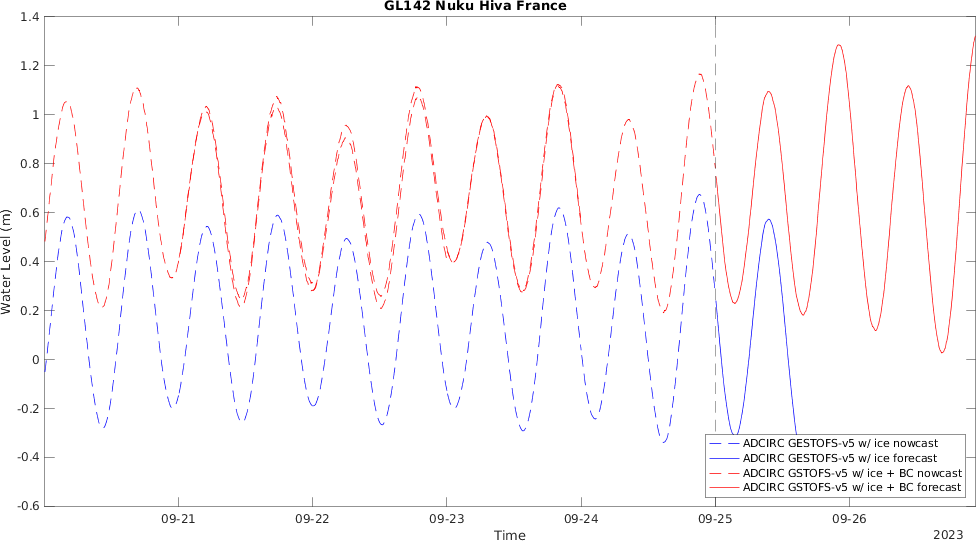 GL142 Nuku Hiva France
1.4
1.2
1
0.8
0.6
0.4
0.2
0
-0.2
-0.4
-0.6
Water Level (m)
ADCIRC GESTOFS-v5 w/ ice nowcast
ADCIRC GESTOFS-v5 w/ ice forecast
ADCIRC GSTOFS-v5 w/ ice + BC nowcast
ADCIRC GSTOFS-v5 w/ ice + BC forecast
09-21 09-22 09-23 09-24 09-25 09-26
Time
2023